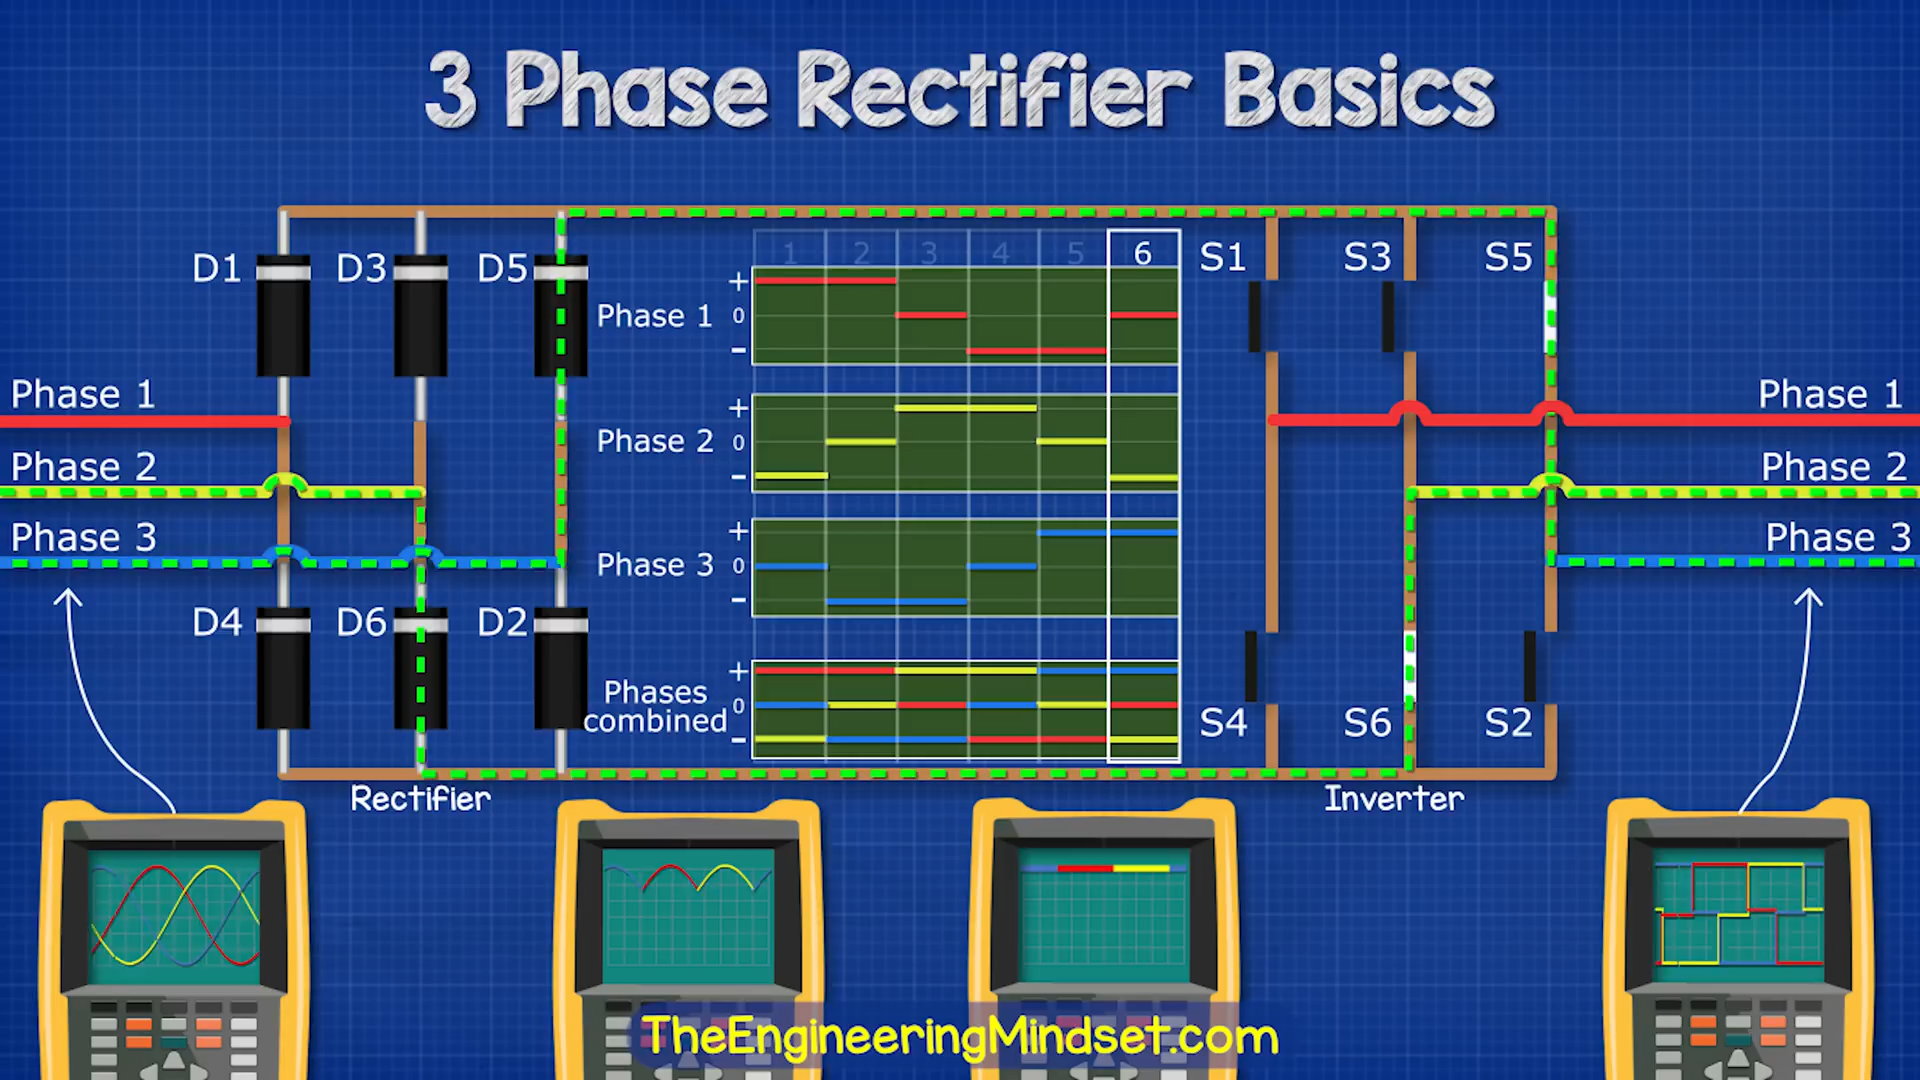 3 Phase Rectifier Basics
1 2 3 4 5 6
D1 D3 D5
S1 S3 S5
+
Phase 1 0
-
Phase 1
Phase 2
Phase 3
+
Phase 2 0
-
Phase 1
Phase 2
Phase 3
+
Phase 3 0
-
D4 D6 D2
+
Phases
combined
0
-
S4 S6 S2
Rectifier
Inverter
TheEngineeringMindset.com